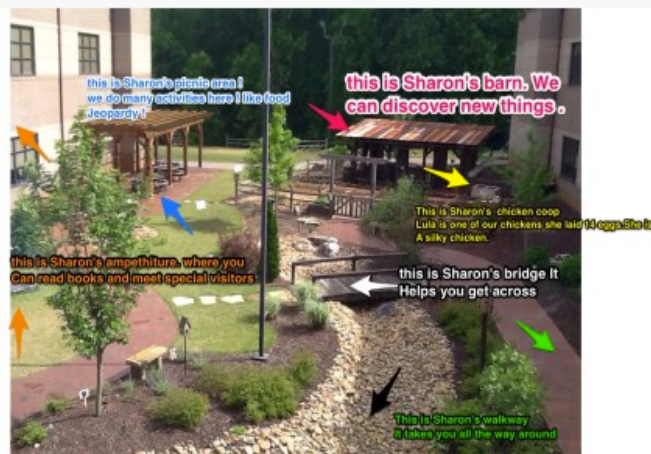 this is Sharon's picnic area !
we do many activities here ! like food
Jeopardy !
this is Sharon's barn. We
can discover new things .
This is Sharon's chicken coop
Lula is one of our chickens she laid 14 eggs.She is
A silky chicken.
this is Sharon's ampethiture. where you
Can read books and meet special visitors
this is Sharon's bridge It
Helps you get across
This is Sharon's walkway
It takes you all the way around